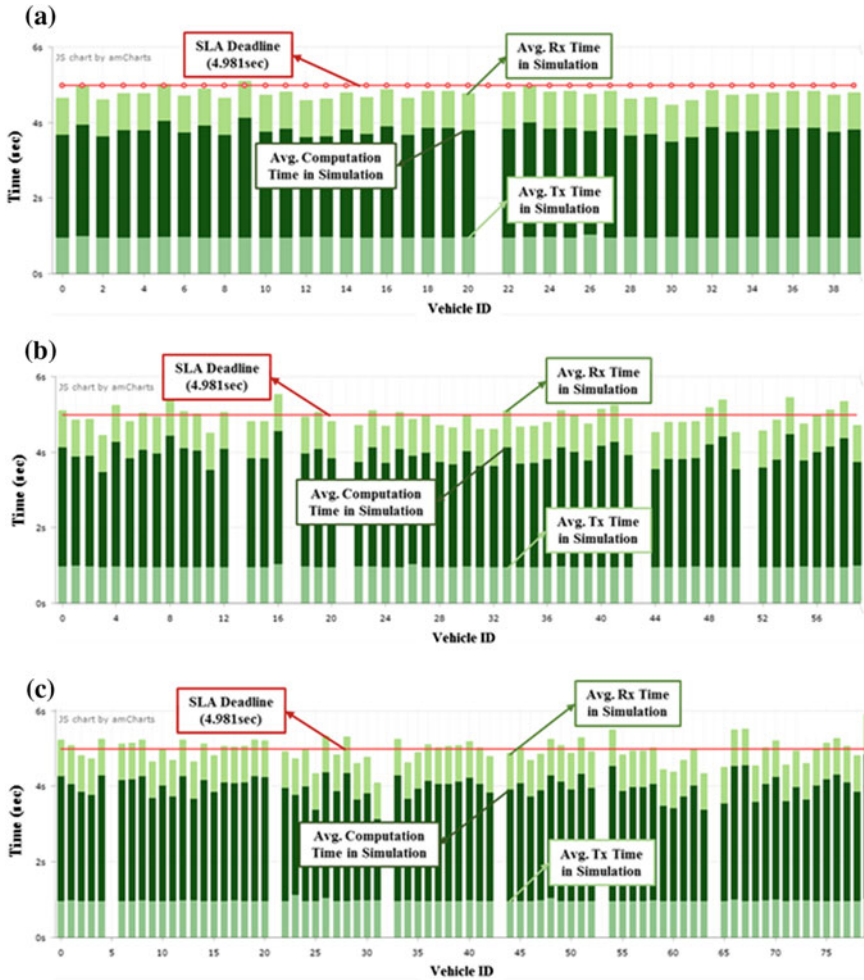 (a)
JS chart by amCharts
SLA Deadline
(4.981sec)
Avg. Rx Time
in Simulation
Avg. Computation
Time in Simulation
Avg. Tx Time
in Simulation
Time (sec)
6s
4s
2s
0s
0 2 4 6 8 10 12 14 16 18 20 22 24 26 28 30 32 34 36 38
Vehicle ID
(b)
JS chart by amCharts
SLA Deadline
(4.981sec)
Avg. Rx Time
in Simulation
Avg. Computation
Time in Simulation
Avg. Tx Time
in Simulation
Time (sec)
6s
4s
2s
0s
0 4 8 12 16 20 24 28 32 36 40 44 48 52 56
Vehicle ID
(c)
JS chart by amCharts
SLA Deadline
(4.981sec)
Avg. Rx Time
in Simulation
Avg. Computation
Time in Simulation
Avg. Tx Time
in Simulation
Time (sec)
6s
4s
2s
0s
0 5 10 15 20 25 30 35 40 45 50 55 60 65 70 75
Vehicle ID